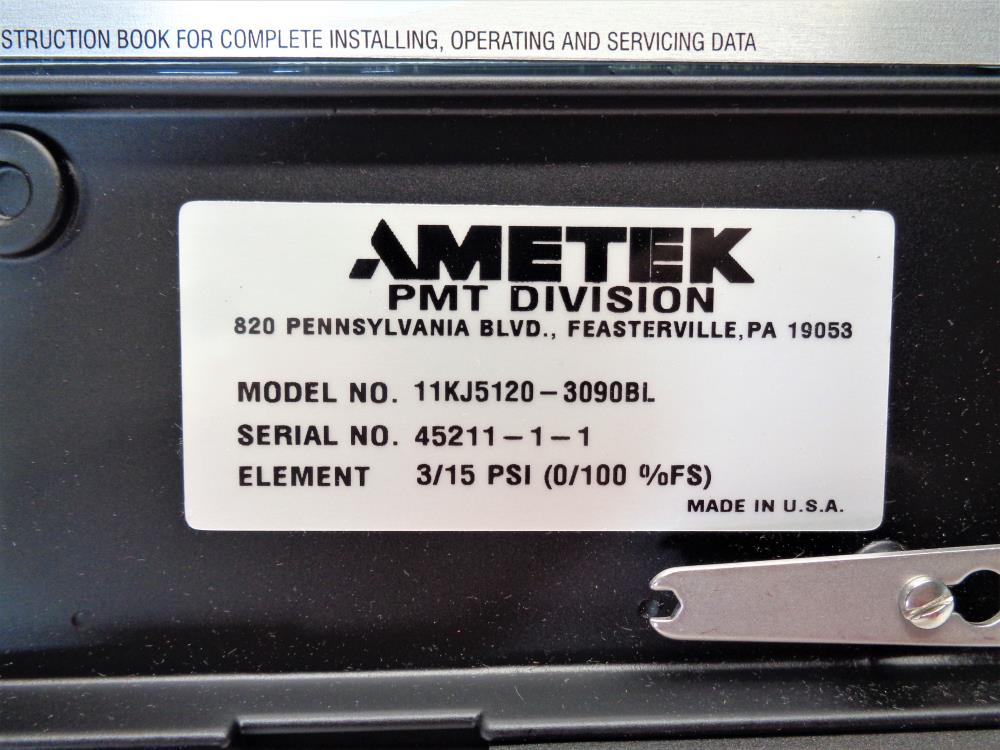 STRUCTION BOOK FOR COMPLETE INSTALLING, OPERATING AND SERVICING DATA
AMETEK
PMT DIVISION
820 PENNSYLVANIA BLVD., FEASTERVILLE, PA 19053
MODEL NO. 11KJ5120-3090BL
SERIAL NO. 45211-1-1
ELEMENT 3/15 PSI (0/100 %FS)
MADE IN U.S.A.